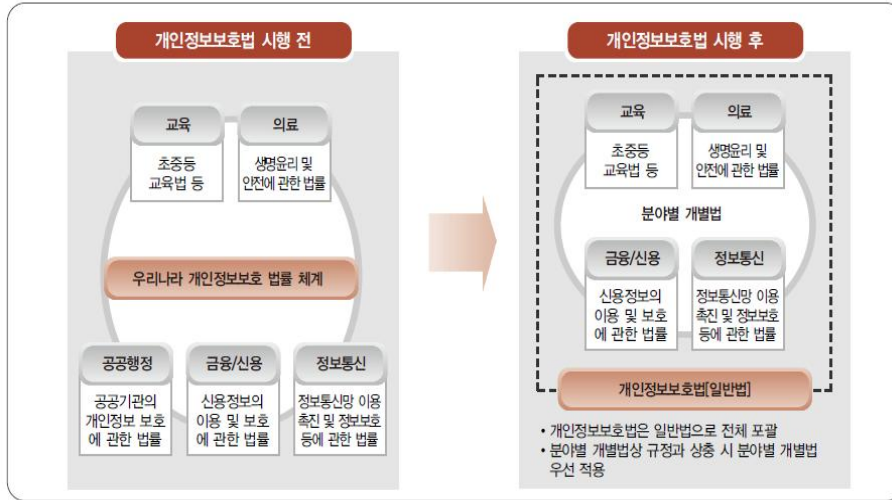 개인정보보호법 시행 전
교육
초중등
교육법 등
의료
생명윤리 및
안전에 관한 법률
우리나라 개인정보보호 법률 체계
공공행정
공공기관의
개인정보 보호
에 관한 법률
금융/신용
신용정보의
이용 및 보호
에 관한 법률
정보통신
정보통신망 이용
촉진 및 정보보호
등에 관한 법률
개인정보보호법 시행 후
교육
초중등
교육법 등
의료
생명윤리 및
안전에 관한 법률
분야별 개별법
금융/신용
신용정보의
이용 및 보호
에 관한 법률
정보통신
정보통신망 이용
촉진 및 정보보호
등에 관한 법률
개인정보보호법[일반법]
• 개인정보보호법은 일반법으로 전체 포괄
• 분야별 개별법상 규정과 상충 시 분야별 개별법
우선 적용